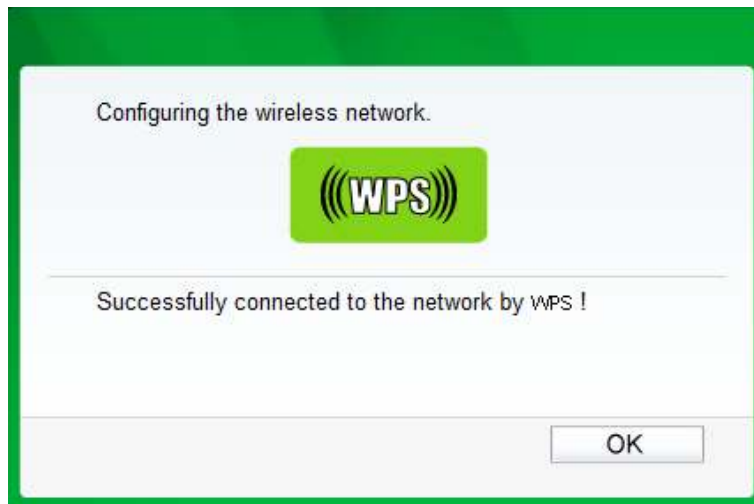 Configuring the wireless network.
(((WPS)))
Successfully connected to the network by WPS !
OK